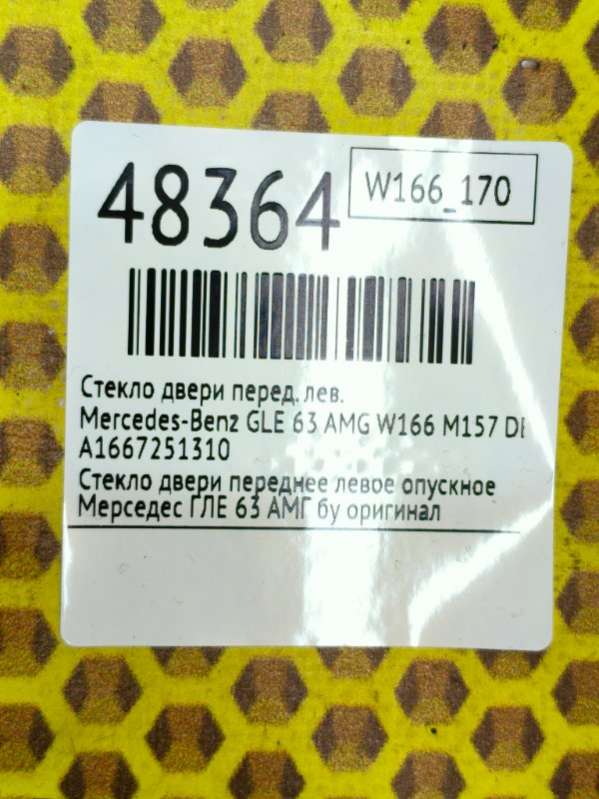 48364
W166_170
Стекло двери перед. лев.
Mercedes-Benz GLE 63 AMG W166 M157 DE
A1667251310
Стекло двери переднее левое опускное
Мерседес ГЛЕ 63 АМГ бу оригинал